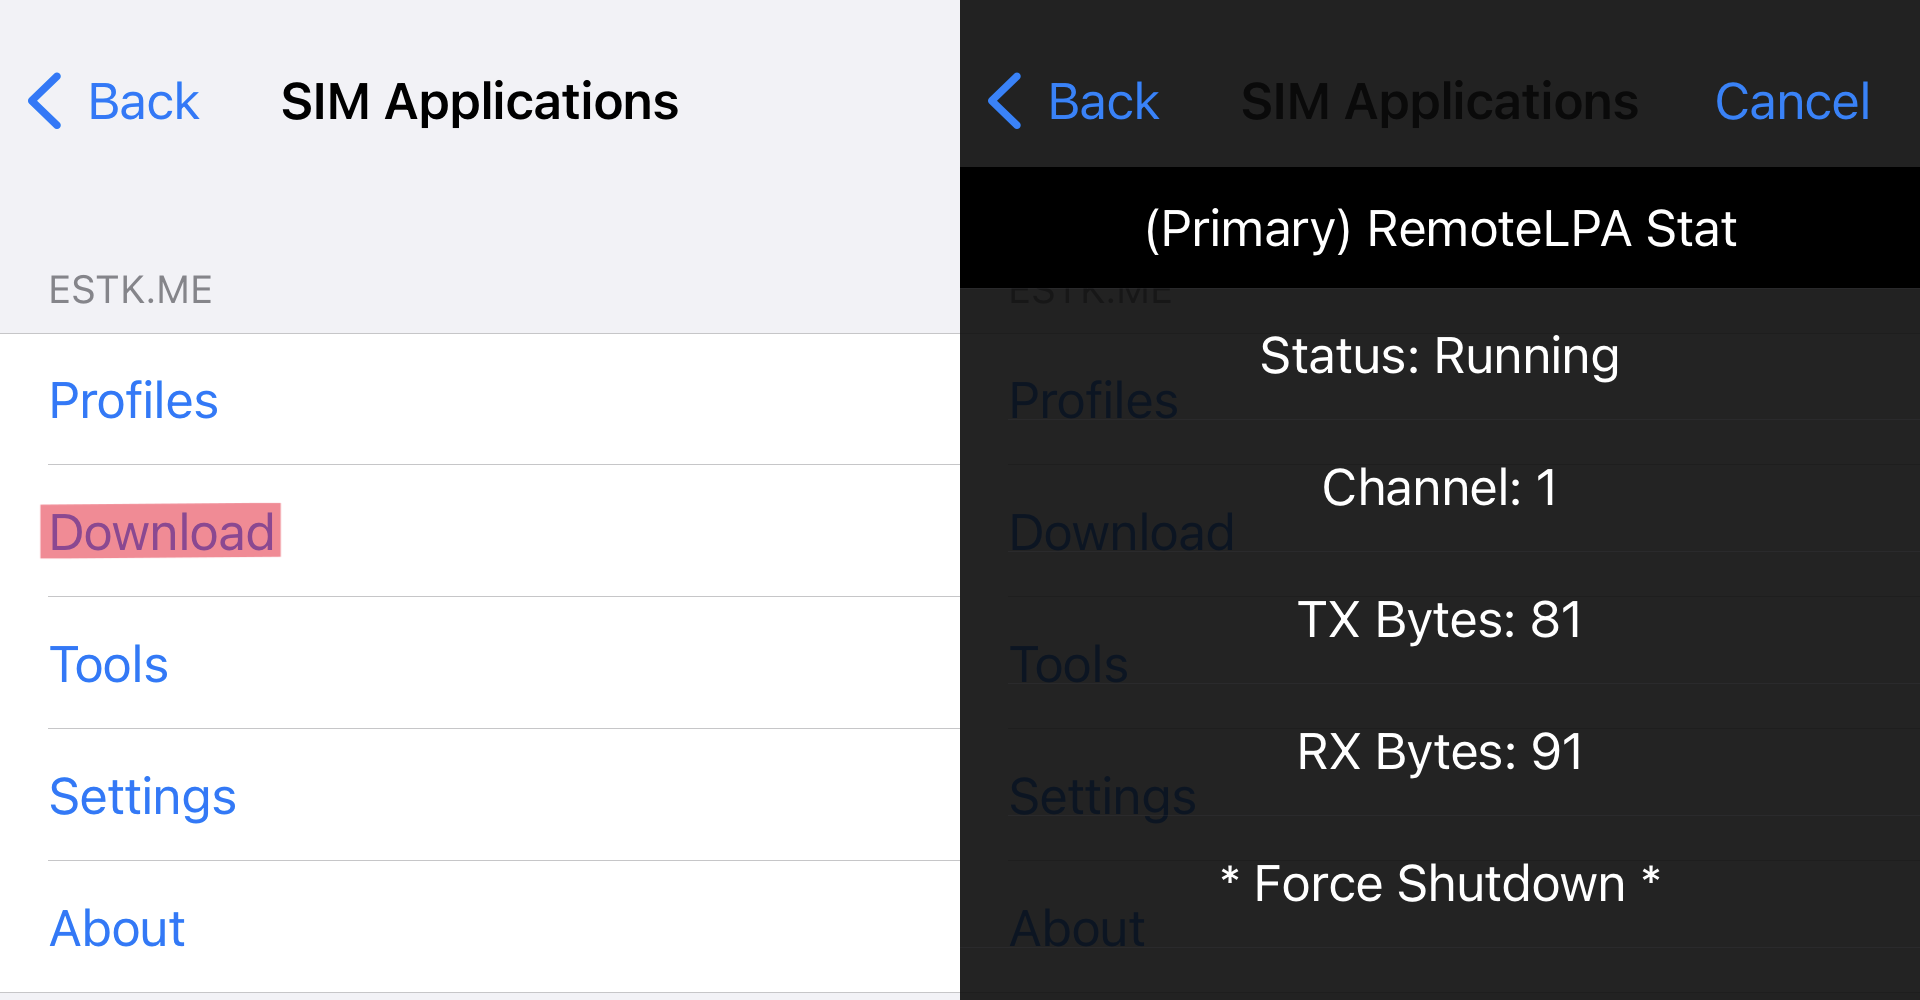 Back
SIM Applications
ESTK.ME
Profiles
Download
Tools
Settings
About
Back
SIM Applications
Cancel
(Primary) RemoteLPA Stat
ESTK.ME
Status: Running
Profiles
Channel: 1
Download
TX Bytes: 81
Tools
RX Bytes: 91
Settings
* Force Shutdown *
About